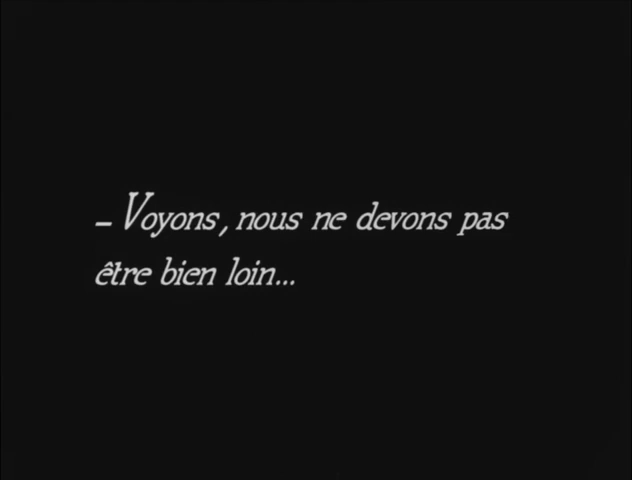 – Voyons, nous ne devons pas
être bien loin...